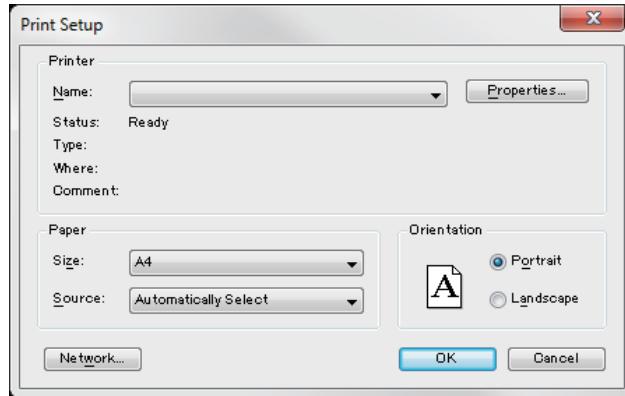 Print Setup
Printer
Name:
Properties...
Status: Ready
Type:
Where:
Comment:
Paper
Size: A4
Source: Automatically Select
Orientation
A
Portrait
Landscape
Network...
OK
Cancel